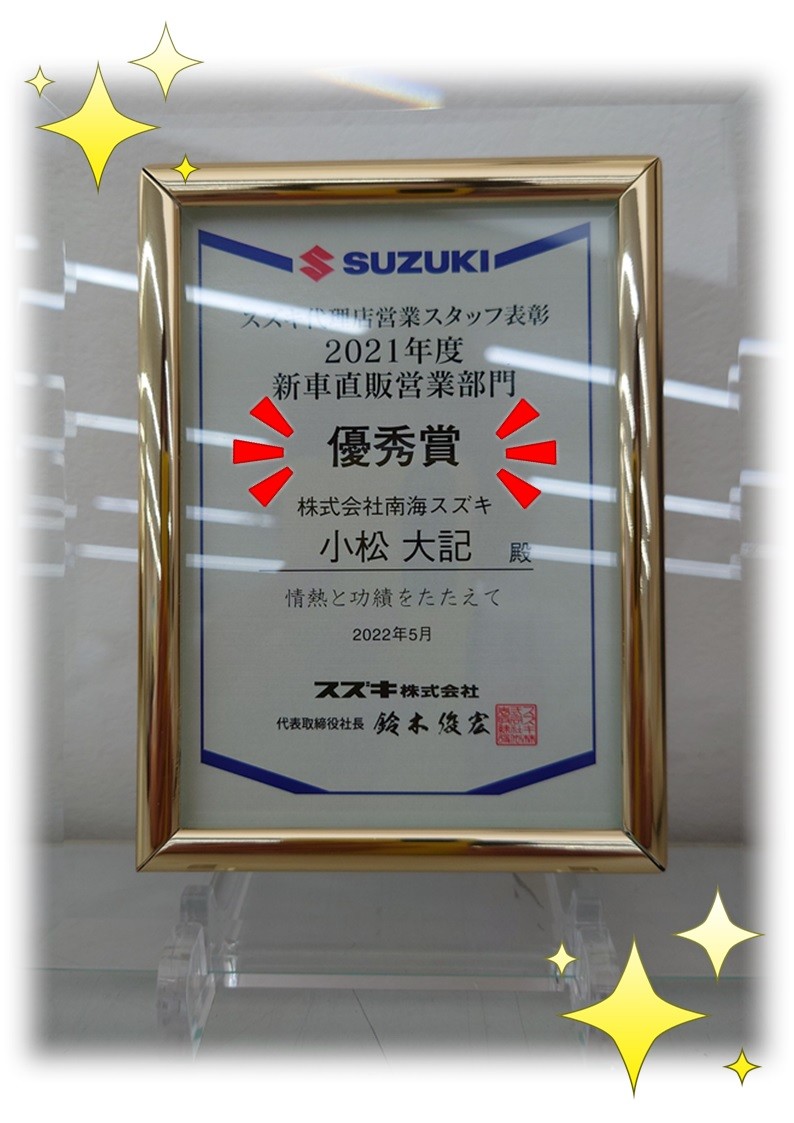 SUZUKI
スズキ代理店営業スタッフ表彰
2021年度
新車直販営業部門
優秀賞
株式会社南海スズキ
小松 大記 殿
情熱と功績をたたえて
2022年5月
スズキ株式会社
代表取締役社長 鈴木俊宏